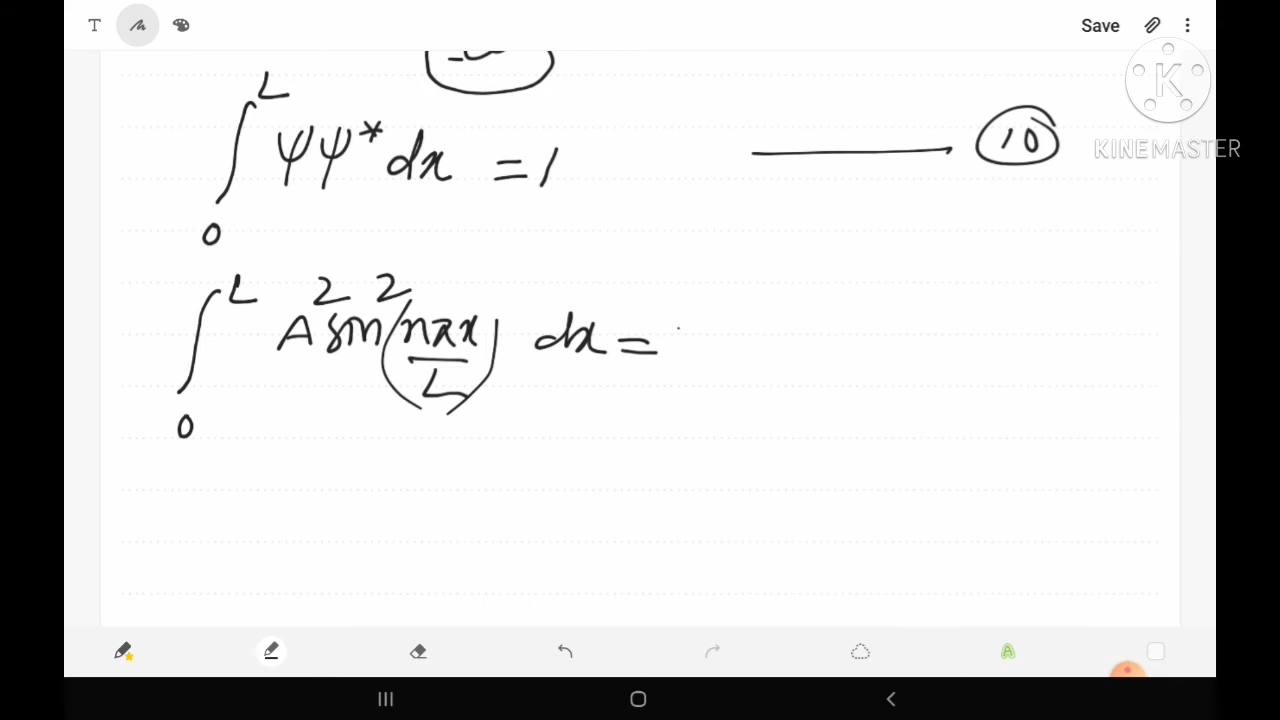 T Save
K
KINEMASTER
∫₀ᴸ ψψ* dx = 1 ——— 10
∫₀ᴸ A² sin² (nπx/L) dx =
A